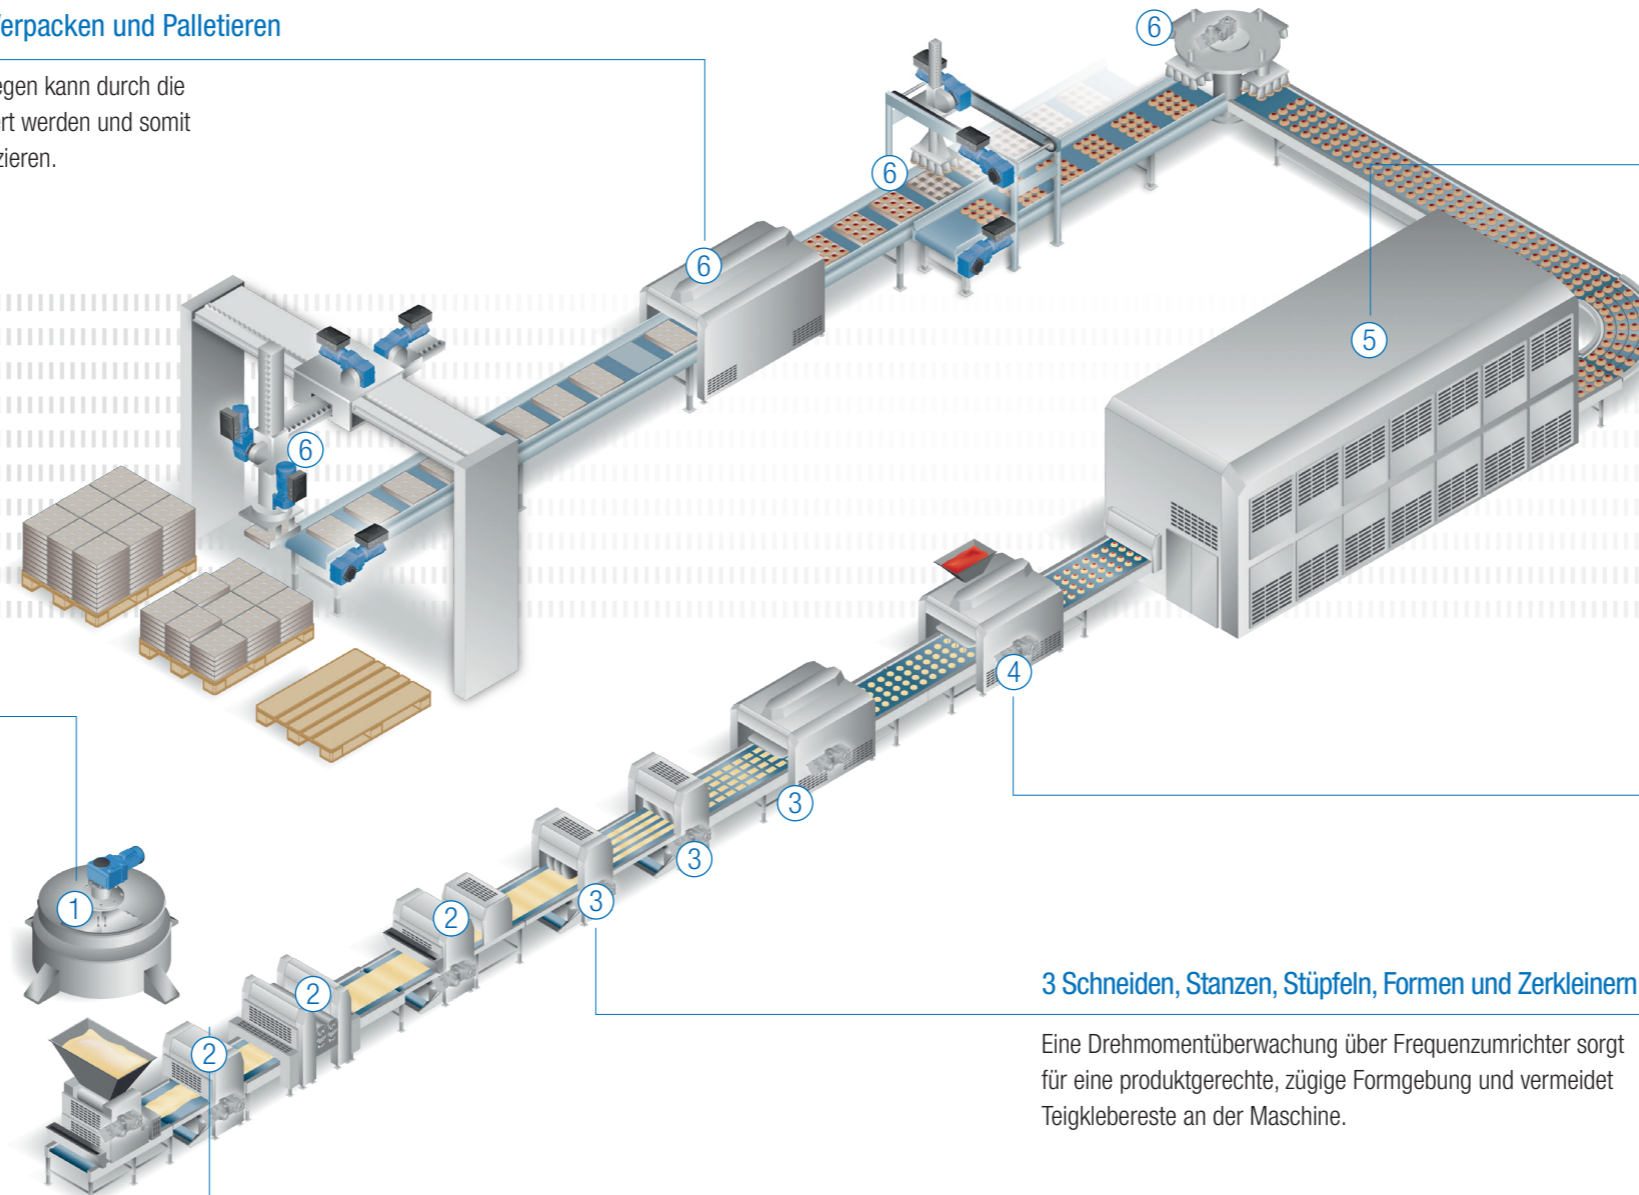 Verpacken und Palletieren
egen kann durch die
ert werden und somit
zieren.
6
6
6
6
5
4
3
3
3
2
2
2
1
3 Schneiden, Stanzen, Stüpfeln, Formen und Zerkleinern
Eine Drehmomentüberwachung über Frequenzumrichter sorgt
für eine produktgerechte, zügige Formgebung und vermeidet
Teigklebereste an der Maschine.